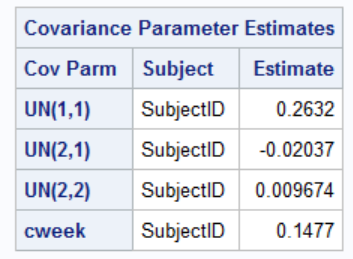 Covariance Parameter Estimates
Cov Parm Subject Estimate
UN(1,1) SubjectID 0.2632
UN(2,1) SubjectID -0.02037
UN(2,2) SubjectID 0.009674
cweek SubjectID 0.1477